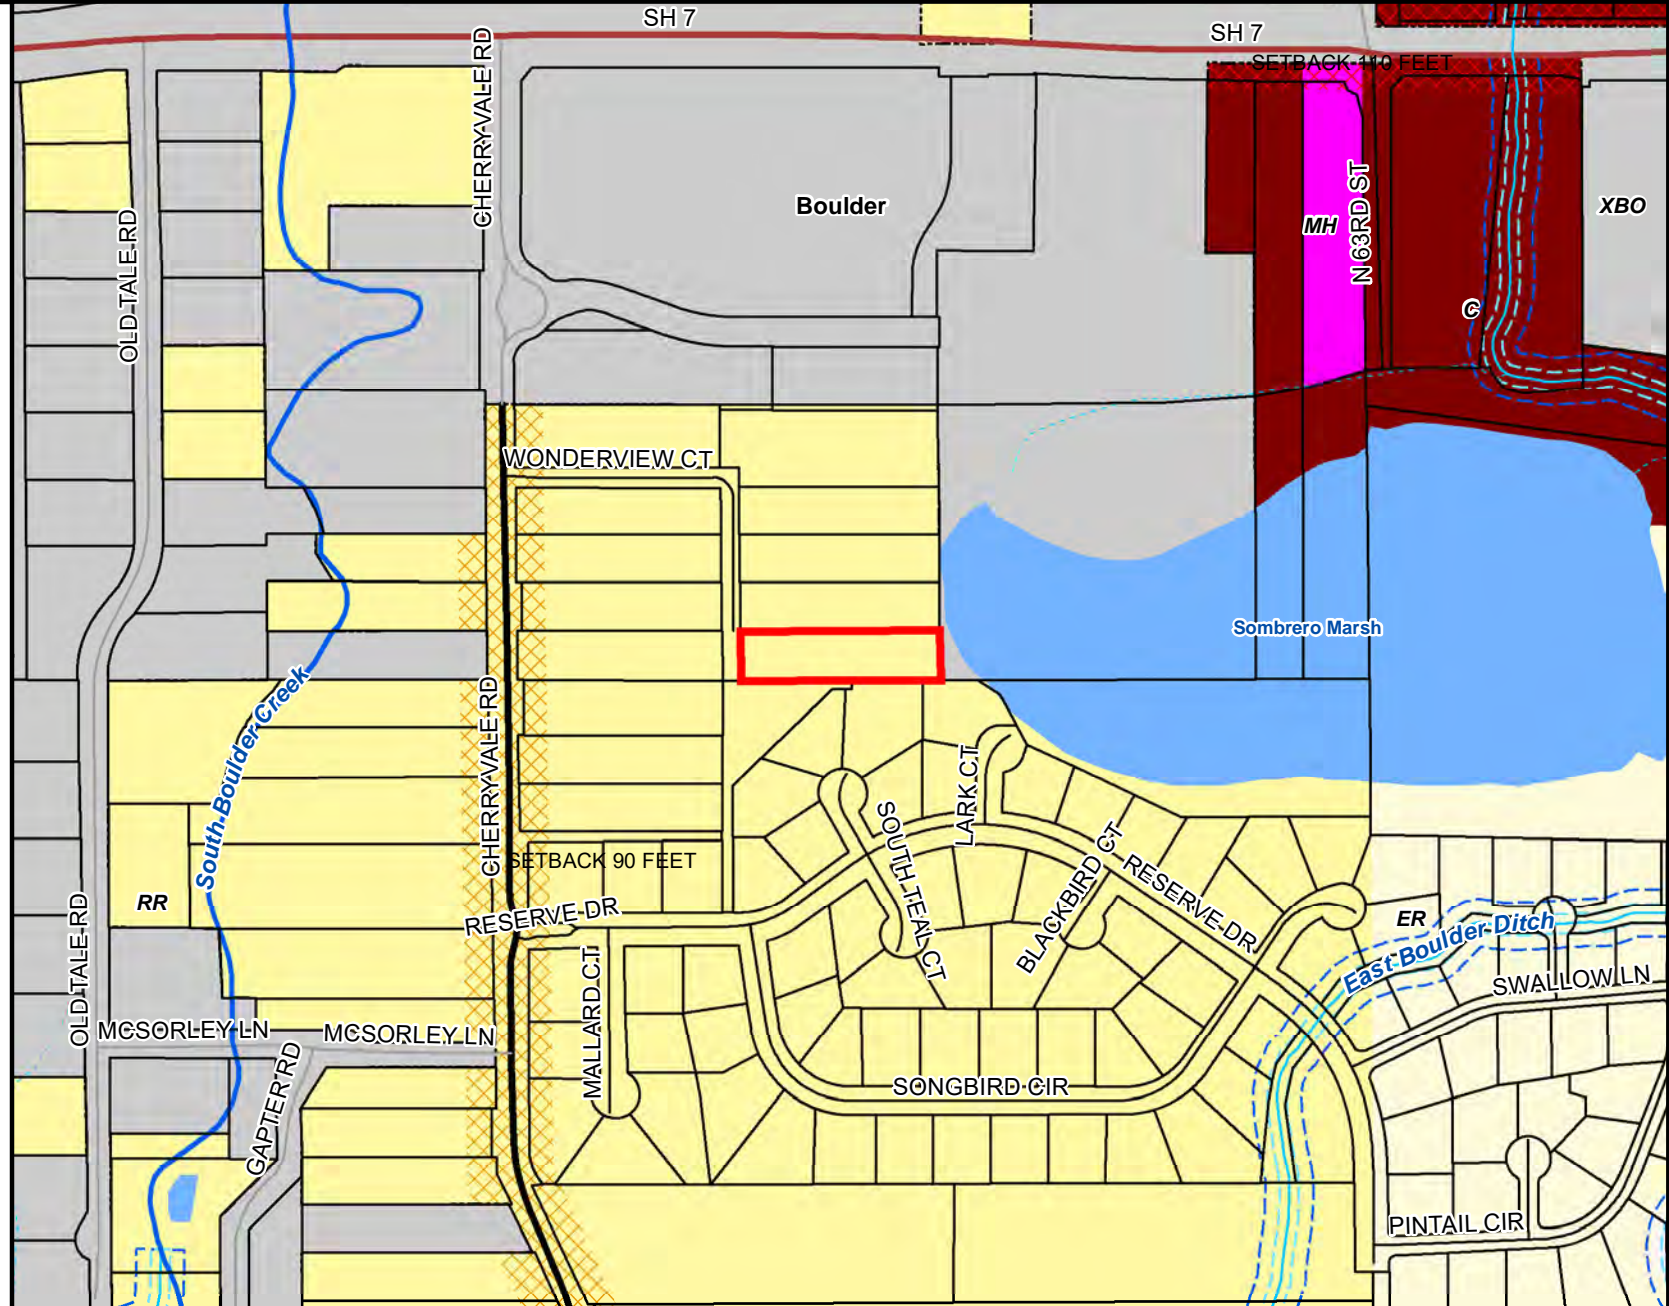 SH 7
SH 7
SETBACK 110 FEET
CHERRYVALE RD
OLD TALE RD
Boulder
MH
N 63RD ST
XBO
C
WONDERVIEW CT
Sombrero Marsh
South Boulder Creek
CHERRYVALE RD
LARK CT
SOUTH TEAL CT
BLACKBIRD CT
RESERVE DR
SETBACK 90 FEET
RR
RESERVE DR
ER
East Boulder Ditch
OLD TALE RD
MALLARD CT
SWALLOW LN
MCSORLEY LN
MCSORLEY LN
GAPTER RD
SONGBIRD CIR
PINTAIL CIR